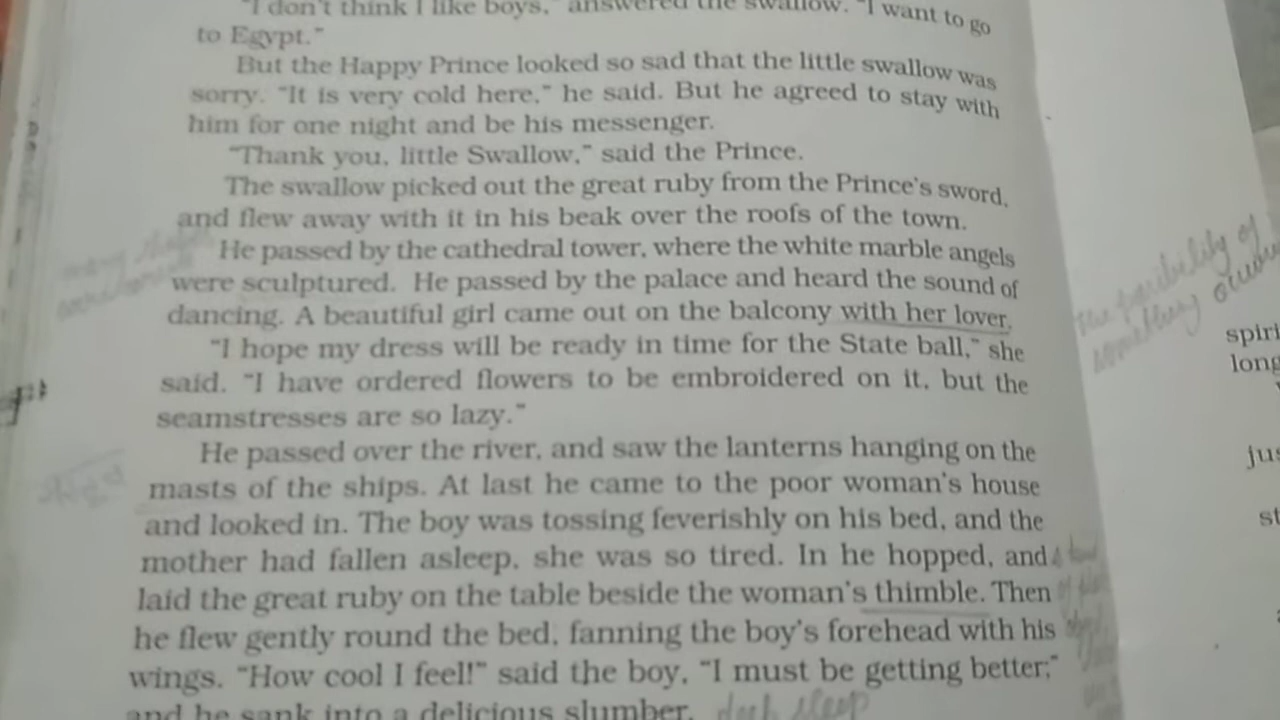 "I don't think I like boys," answered the swallow. "I want to go
to Egypt."
But the Happy Prince looked so sad that the little swallow was
sorry. "It is very cold here," he said. But he agreed to stay with
him for one night and be his messenger.
"Thank you, little Swallow," said the Prince.
The swallow picked out the great ruby from the Prince's sword,
and flew away with it in his beak over the roofs of the town.
He passed by the cathedral tower, where the white marble angels
were sculptured. He passed by the palace and heard the sound of
dancing. A beautiful girl came out on the balcony with her lover.
"I hope my dress will be ready in time for the State ball," she
said. "I have ordered flowers to be embroidered on it, but the
seamstresses are so lazy."
He passed over the river, and saw the lanterns hanging on the
masts of the ships. At last he came to the poor woman's house
and looked in. The boy was tossing feverishly on his bed, and the
mother had fallen asleep, she was so tired. In he hopped, and
laid the great ruby on the table beside the woman's thimble. Then
he flew gently round the bed, fanning the boy's forehead with his
wings. "How cool I feel!" said the boy, "I must be getting better;"
and he sank into a delicious slumber.
deep sleep
the possibility of
something
spiri
long
jus
st